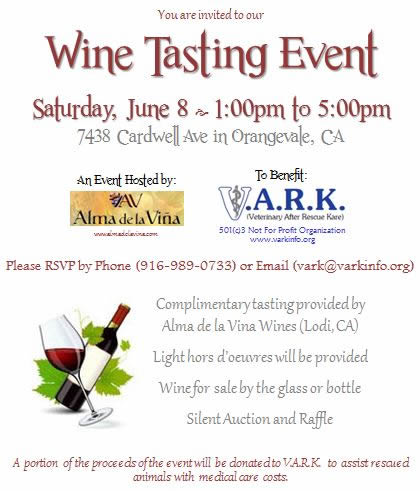 You are invited to our
Wine Tasting Event
Saturday, June 8 ~ 1:00pm to 5:00pm
7438 Cardwell Ave in Orangevale, CA
An Event Hosted by:
AV
Alma de la Viña
www.almadelavina.com
To Benefit:
V.A.R.K.
(Veterinary After Rescue Kare)
501(c)3 Not For Profit Organization
www.varkinfo.org
Please RSVP by Phone (916-989-0733) or Email (vark@varkinfo.org)
Complimentary tasting provided by
Alma de la Vina Wines (Lodi, CA)
Light hors d'oeuvres will be provided
Wine for sale by the glass or bottle
Silent Auction and Raffle
A portion of the proceeds of the event will be donated to V.A.R.K. to assist rescued
animals with medical care costs.